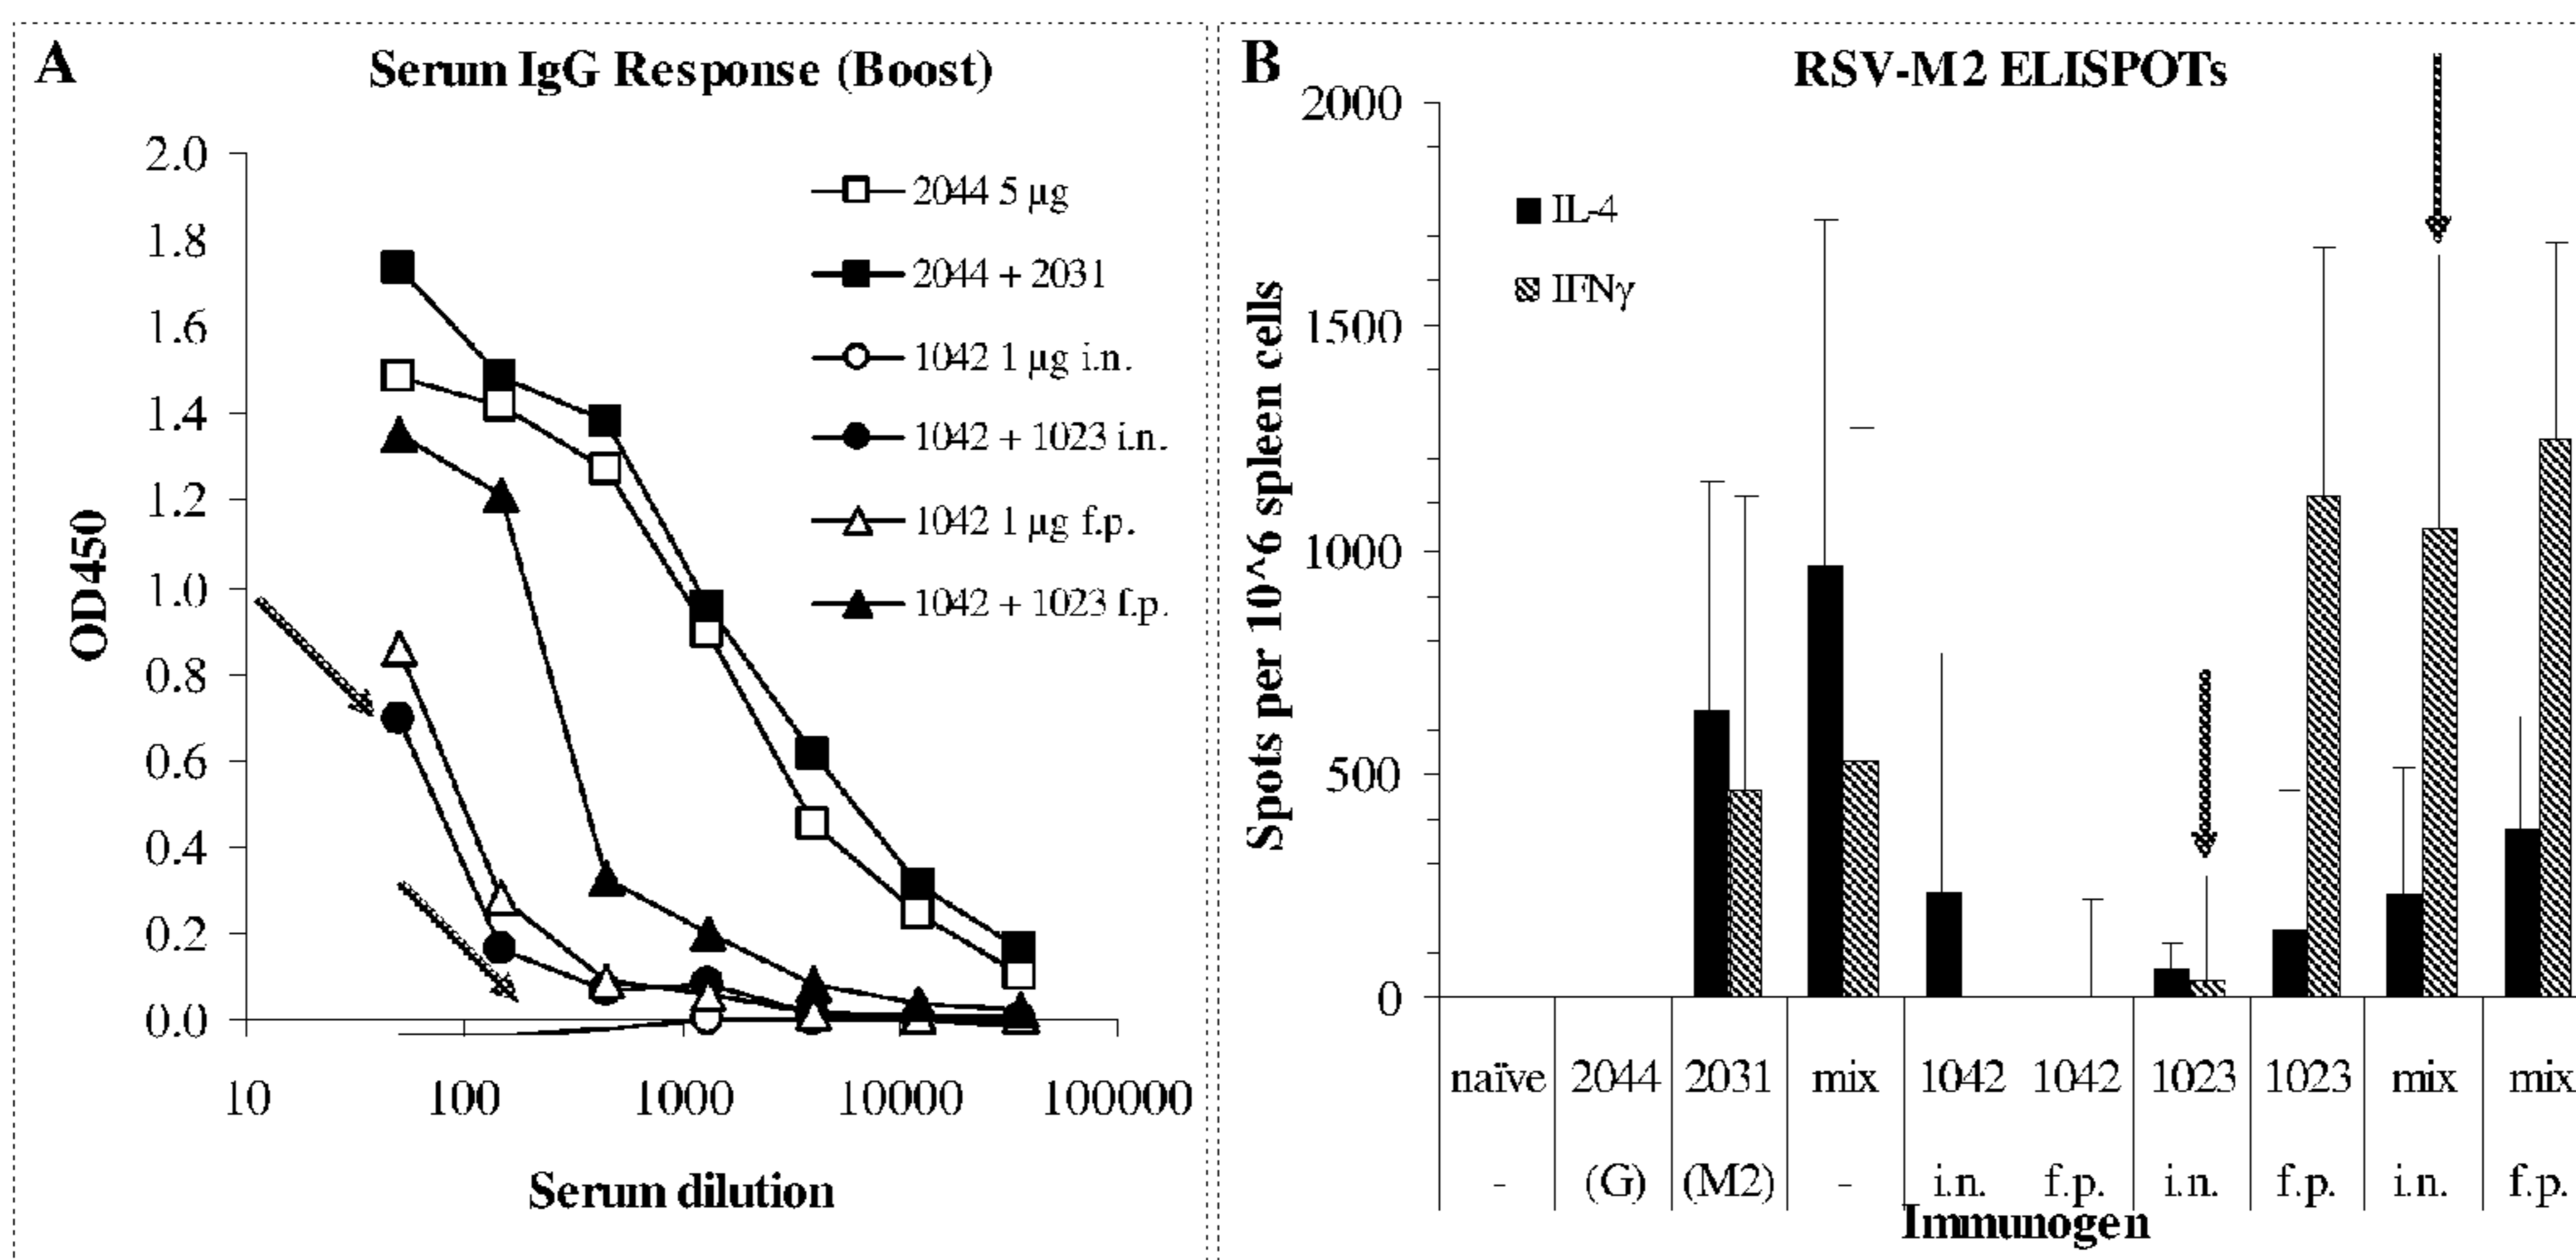 A
Serum IgG Response (Boost)
2.0
1.8
1.6
1.4
1.2
1.0
0.8
0.6
0.4
0.2
0.0
OD450
2044 5 μg
2044 + 2031
1042 1 μg i.n.
1042 + 1023 i.n.
1042 1 μg f.p.
1042 + 1023 f.p.
10 100 1000 10000 100000
Serum dilution
B
RSV-M2 ELISPOTs
2000
1500
1000
500
0
Spots per 10^6 spleen cells
IL-4
IFNγ
naïve 2044 2031 mix 1042 1042 1023 1023 mix mix
- (G) (M2) - i.n. f.p. i.n. f.p. i.n. f.p.
Immunogen